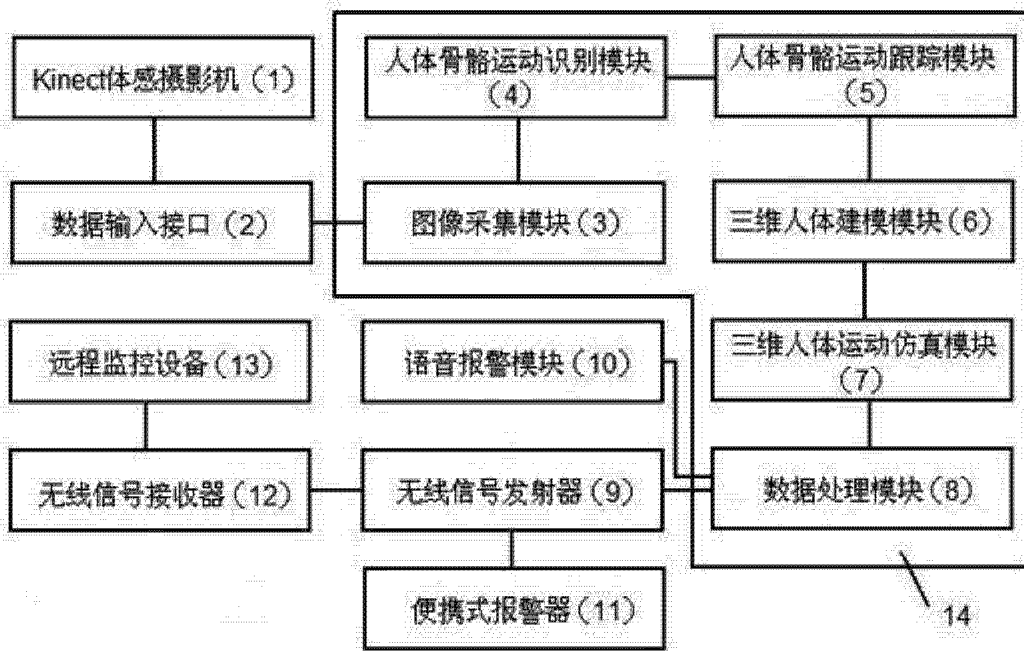 Kinect体感摄影机（1）
人体骨骼运动识别模块
（4）
人体骨骼运动跟踪模块
（5）
数据输入接口（2）
图像采集模块（3）
三维人体建模模块（6）
远程监控设备（13）
语音报警模块（10）
三维人体运动仿真模块
（7）
无线信号接收器（12）
无线信号发射器（9）
数据处理模块（8）
便携式报警器（11）
14